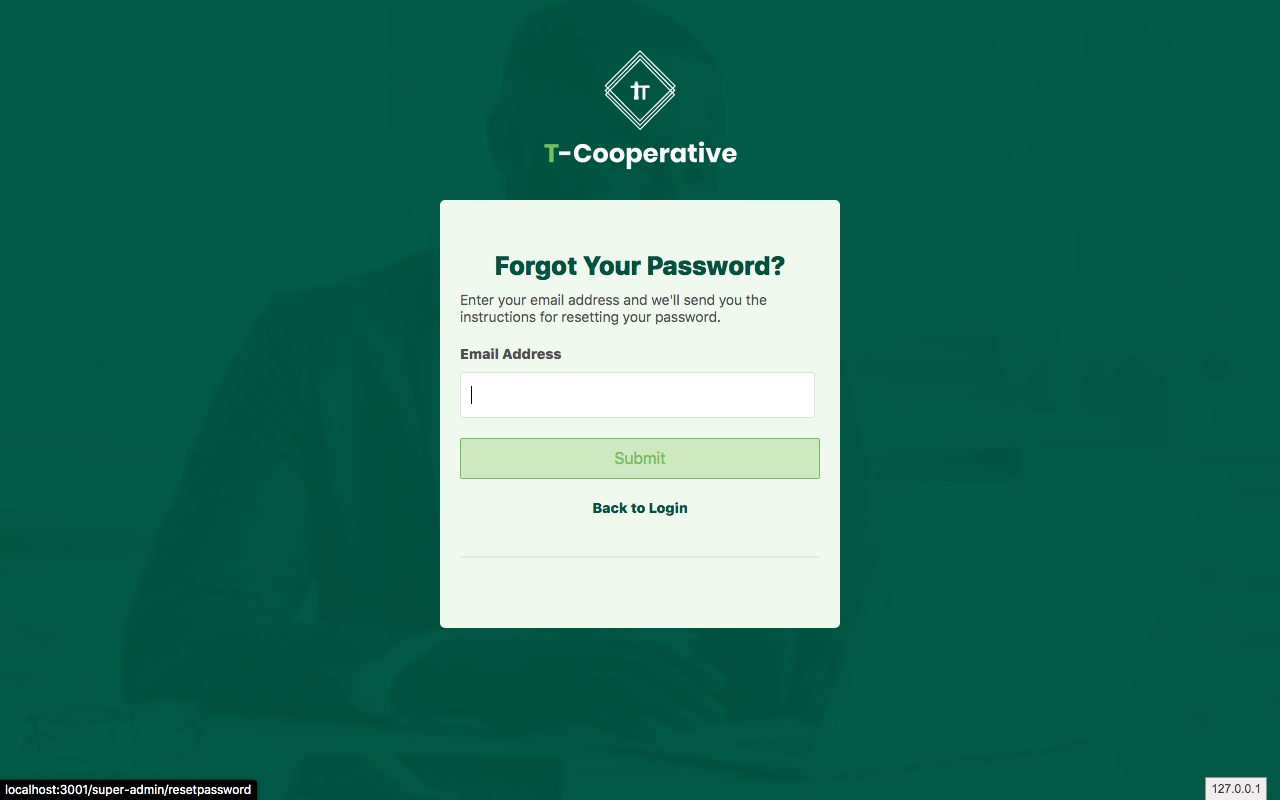 T-Cooperative
Forgot Your Password?
Enter your email address and we'll send you the
instructions for resetting your password.
Email Address
Submit
Back to Login
localhost:3001/super-admin/resetpassword
127.0.0.1